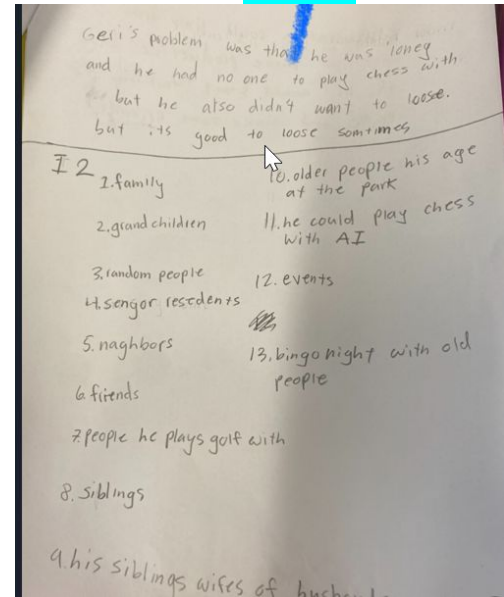 Geri's problem was that he was loney
and he had no one to play chess with
but he also didn't want to loose.
but its good to loose somtimes
I2
1.family
2.grandchildren
3.random people
4.sengor resedents
5.naghbors
6.friends
7.people he plays golf with
8.siblings
9.his siblings wifes of
10.older people his age
at the park
11.he could play chess
with AI
12.events
13.bingo night with old
people